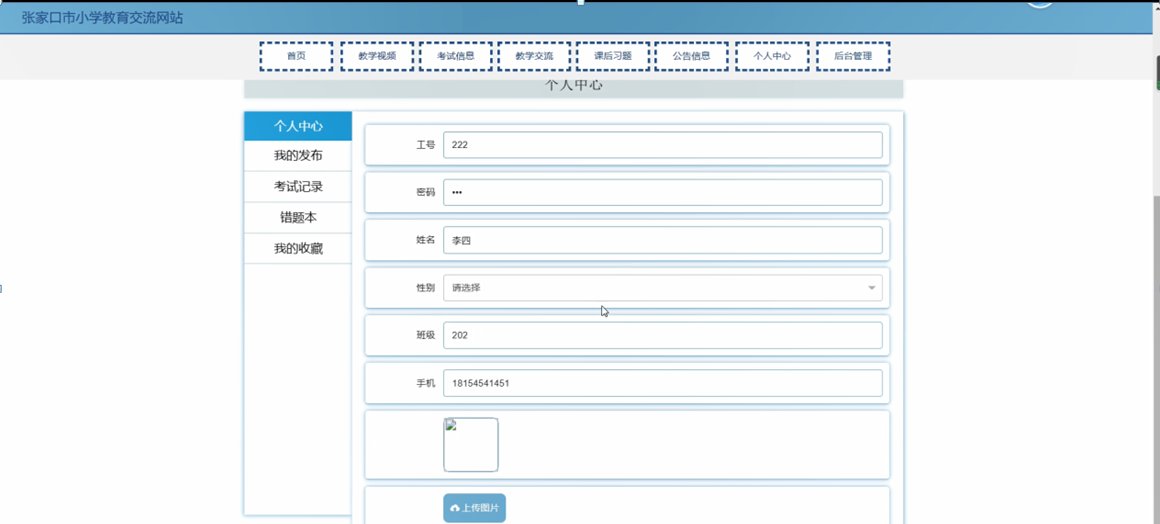 张家口市小学教育交流网站
首页 教学视频 考试信息 教学交流 课后习题 公告信息 个人中心 后台管理
个人中心
个人中心
我的发布
考试记录
错题本
我的收藏
工号 222
密码 •••
姓名 李四
性别 请选择
班级 202
手机 18154541451
上传图片